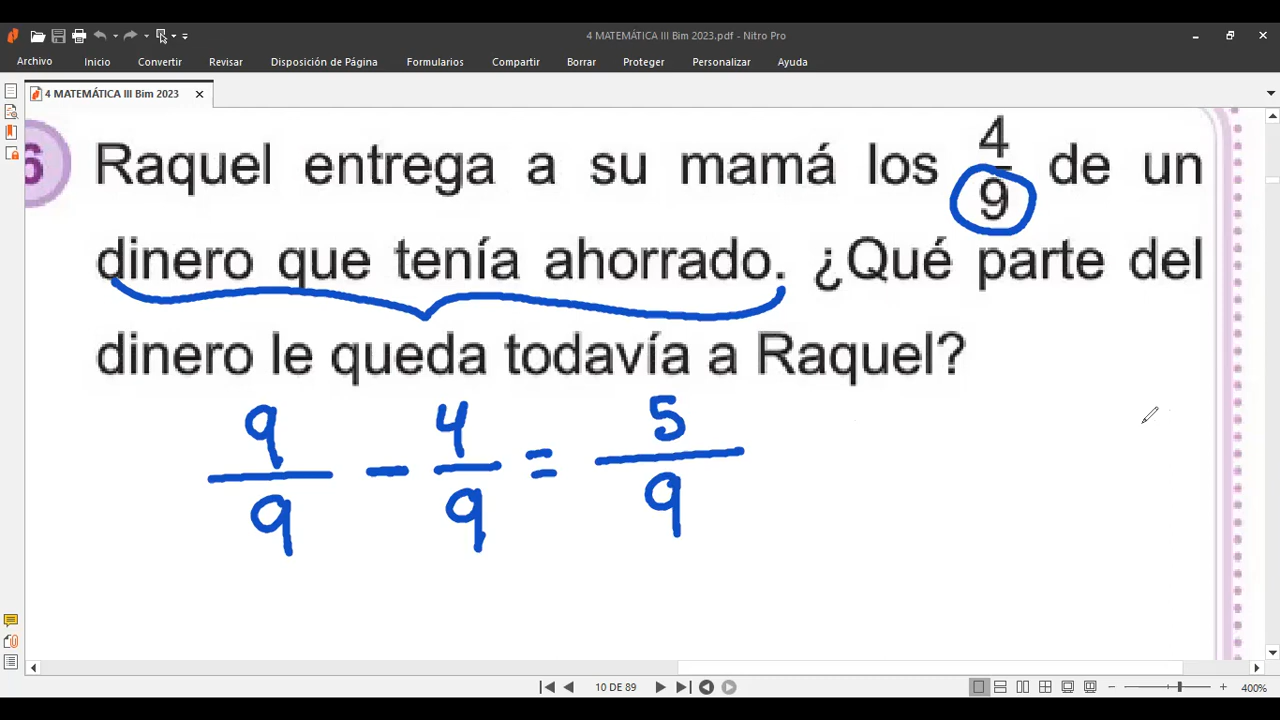 4 MATEMÁTICA III Bim 2023.pdf - Nitro Pro
Archivo Inicio Convertir Revisar Disposición de Página Formularios Compartir Borrar Proteger Personalizar Ayuda
4 MATEMÁTICA III Bim 2023
6 Raquel entrega a su mamá los 4/9 de un
dinero que tenía ahorrado. ¿Qué parte del
dinero le queda todavía a Raquel?
9/9 - 4/9 = 5/9
10 DE 89 400%